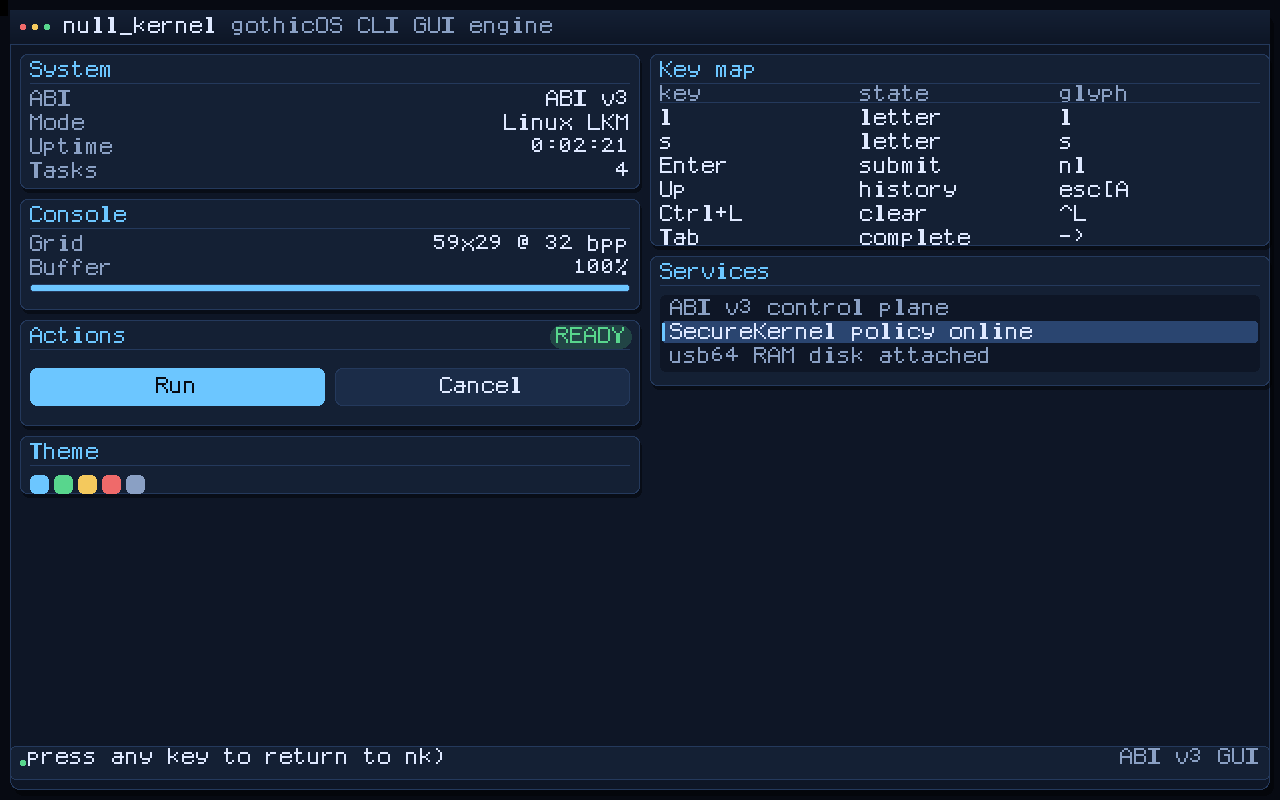 null_kernel gothicOS CLI GUI engine
System
ABI ABI v3
Mode Linux LKM
Uptime 0:02:21
Tasks 4
Console
Grid 59x29 @ 32 bpp
Buffer 100%
Actions READY
Run Cancel
Theme
Key map
key state glyph
l letter l
s letter s
Enter submit nl
Up history esc[A
Ctrl+L clear ^L
Tab complete ->
Services
ABI v3 control plane
SecureKernel policy online
usb64 RAM disk attached
press any key to return to nk>
ABI v3 GUI